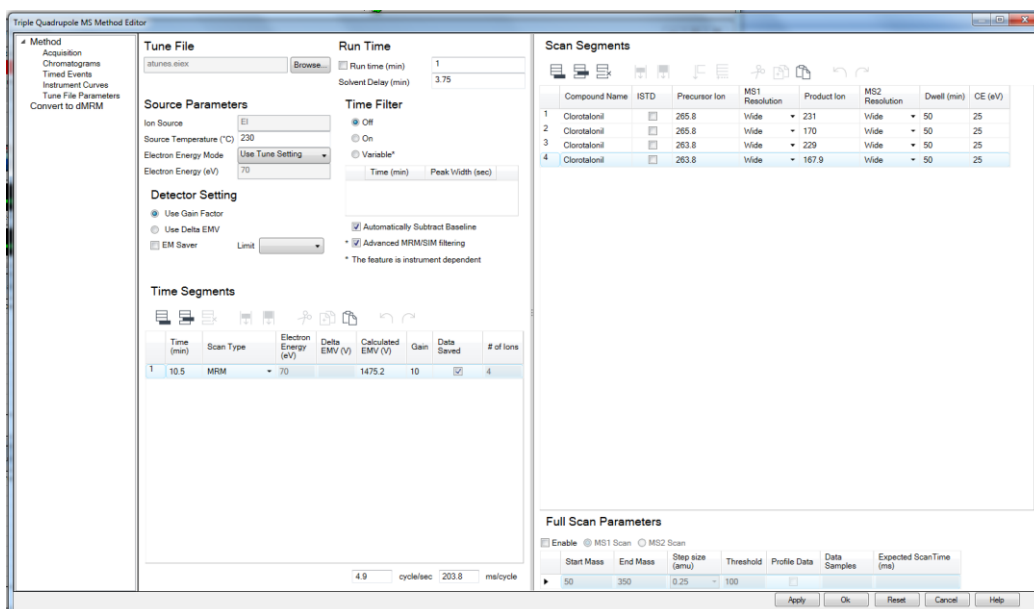 Triple Quadrupole MS Method Editor
Method
Acquisition
Chromatograms
Timed Events
Instrument Curves
Tune File Parameters
Convert to dMRM
Tune File
atunes.eiex
Browse...
Run Time
Run time (min)
1
Solvent Delay (min)
3.75
Source Parameters
Ion Source
EI
Source Temperature (°C)
230
Electron Energy Mode
Use Tune Setting
Electron Energy (eV)
70
Time Filter
Off
On
Variable*
Time (min) Peak Width (sec)
Automatically Subtract Baseline
* Advanced MRM/SIM filtering
* The feature is instrument dependent
Detector Setting
Use Gain Factor
Use Delta EMV
EM Saver
Limit
Time Segments
Time (min) Scan Type Electron Energy (eV) Delta EMV (V) Calculated EMV (V) Gain Data Saved # of Ions
1 10.5 MRM 70 1475.2 10 4
4.9 cycle/sec 203.8 ms/cycle
Scan Segments
Compound Name ISTD Precursor Ion MS1 Resolution Product Ion MS2 Resolution Dwell (min) CE (eV)
1 Clorotalonil 265.8 Wide 231 Wide 50 25
2 Clorotalonil 265.8 Wide 170 Wide 50 25
3 Clorotalonil 263.8 Wide 229 Wide 50 25
4 Clorotalonil 263.8 Wide 167.9 Wide 50 25
Full Scan Parameters
Enable MS1 Scan MS2 Scan
Start Mass End Mass Step size (amu) Threshold Profile Data Data Samples Expected ScanTime (ms)
50 350 0.25 100
Apply Ok Reset Cancel Help